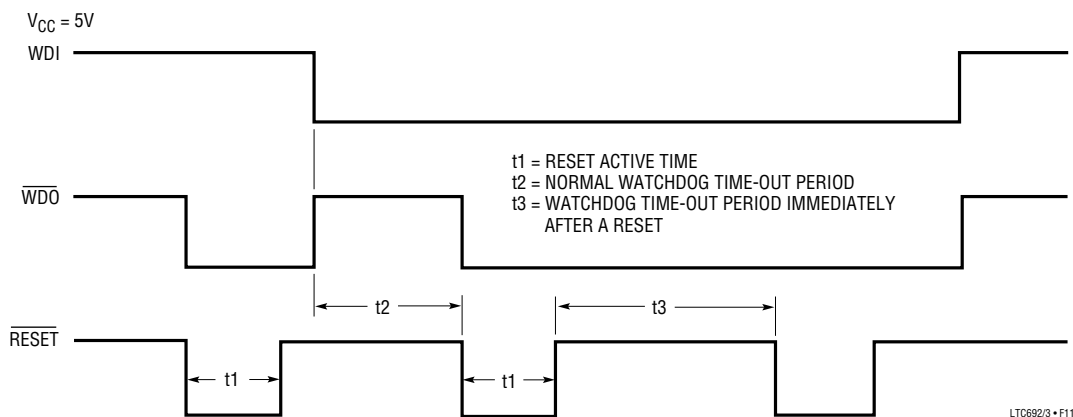 VCC = 5V
WDI
t1 = RESET ACTIVE TIME
t2 = NORMAL WATCHDOG TIME-OUT PERIOD
t3 = WATCHDOG TIME-OUT PERIOD IMMEDIATELY
AFTER A RESET
WDO
t2
t3
RESET
t1
t1
LTC692/3 • F11